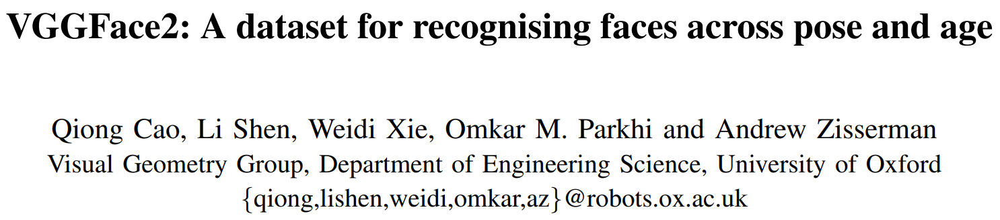 VGGFace2: A dataset for recognising faces across pose and age
Qiong Cao, Li Shen, Weidi Xie, Omkar M. Parkhi and Andrew Zisserman
Visual Geometry Group, Department of Engineering Science, University of Oxford
{qiong,lishen,weidi,omkar,az}@robots.ox.ac.uk